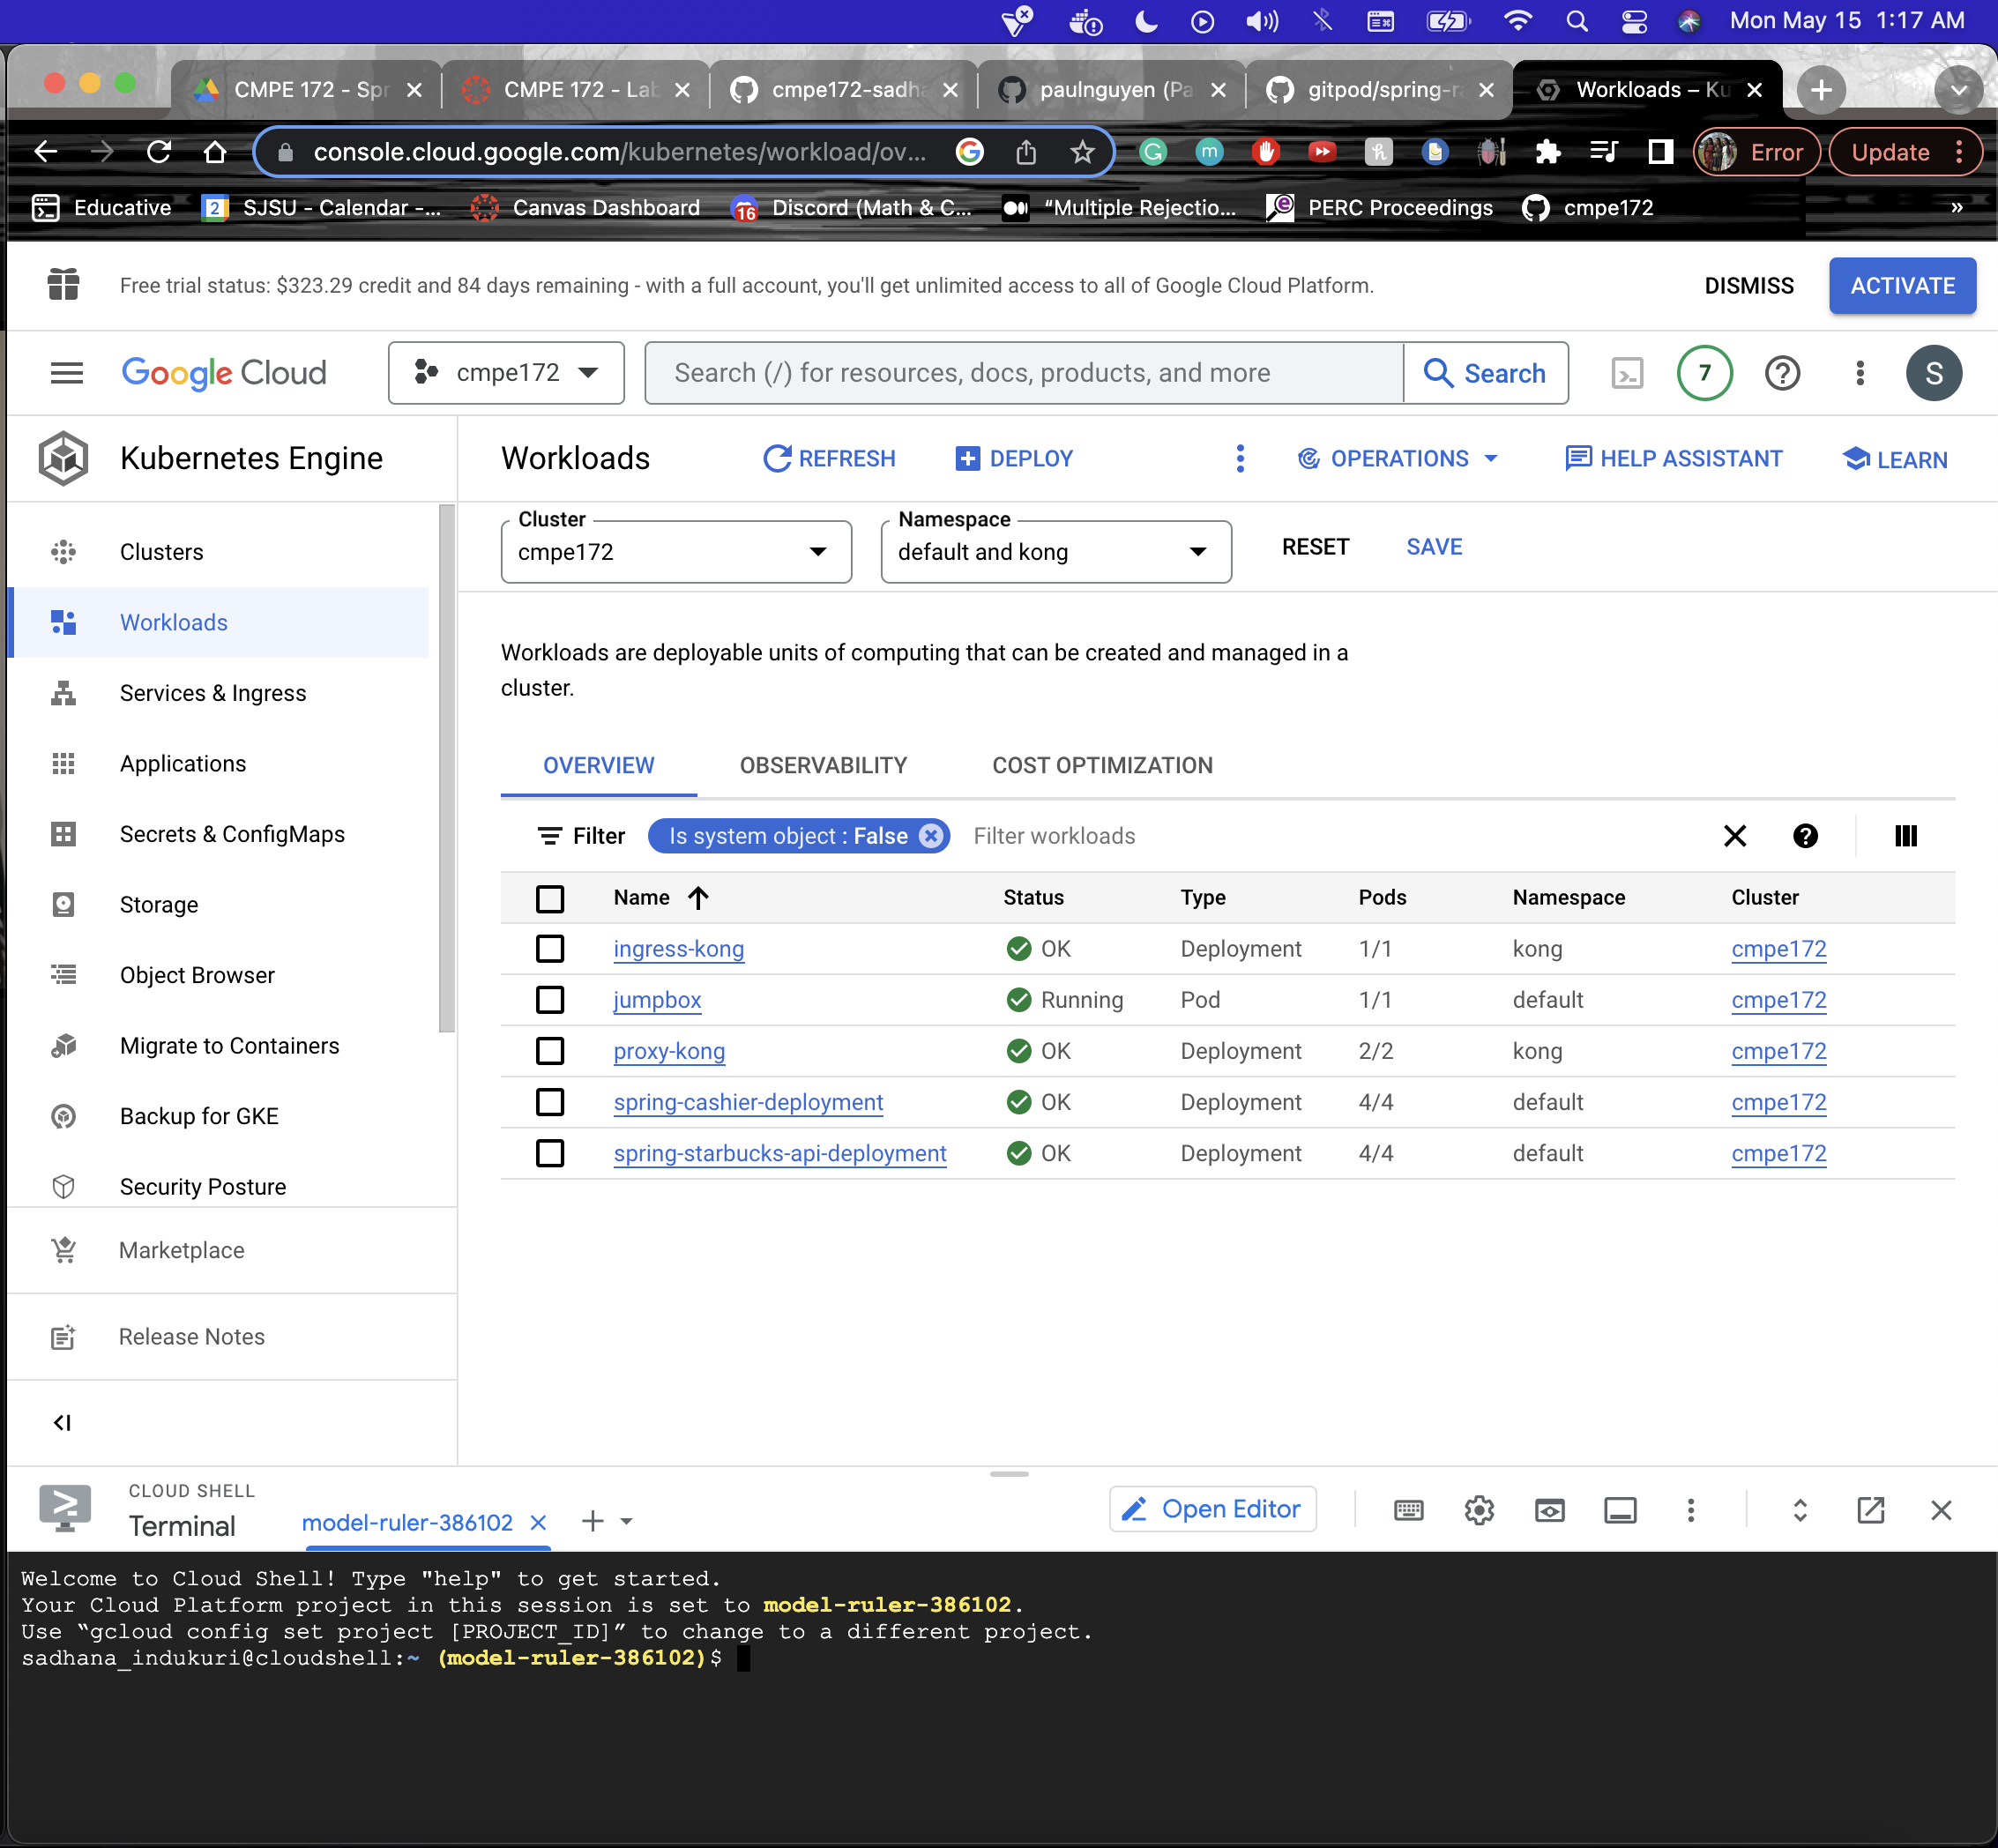 Mon May 15 1:17 AM
CMPE 172 - Spr
CMPE 172 - Lab
cmpe172-sadha
paulnguyen (Pa
gitpod/spring-ra
Workloads – Ku
console.cloud.google.com/kubernetes/workload/ov...
Error
Update
Educative
2
SJSU - Calendar -...
Canvas Dashboard
16
Discord (Math & C...
“Multiple Rejectio...
PERC Proceedings
cmpe172
»
Free trial status: $323.29 credit and 84 days remaining - with a full account, you'll get unlimited access to all of Google Cloud Platform.
DISMISS
ACTIVATE
Google Cloud
cmpe172
Search (/) for resources, docs, products, and more
Search
7
S
Kubernetes Engine
Workloads
REFRESH
DEPLOY
OPERATIONS
HELP ASSISTANT
LEARN
Clusters
Workloads
Services & Ingress
Applications
Secrets & ConfigMaps
Storage
Object Browser
Migrate to Containers
Backup for GKE
Security Posture
Marketplace
Release Notes
Cluster
cmpe172
Namespace
default and kong
RESET
SAVE
Workloads are deployable units of computing that can be created and managed in a
cluster.
OVERVIEW
OBSERVABILITY
COST OPTIMIZATION
Filter
Is system object : False
Filter workloads
Name Status Type Pods Namespace Cluster
ingress-kong OK Deployment 1/1 kong cmpe172
jumpbox Running Pod 1/1 default cmpe172
proxy-kong OK Deployment 2/2 kong cmpe172
spring-cashier-deployment OK Deployment 4/4 default cmpe172
spring-starbucks-api-deployment OK Deployment 4/4 default cmpe172
CLOUD SHELL
Terminal
model-ruler-386102
Open Editor
Welcome to Cloud Shell! Type "help" to get started.
Your Cloud Platform project in this session is set to model-ruler-386102.
Use “gcloud config set project [PROJECT_ID]” to change to a different project.
sadhana_indukuri@cloudshell:~ (model-ruler-386102)$